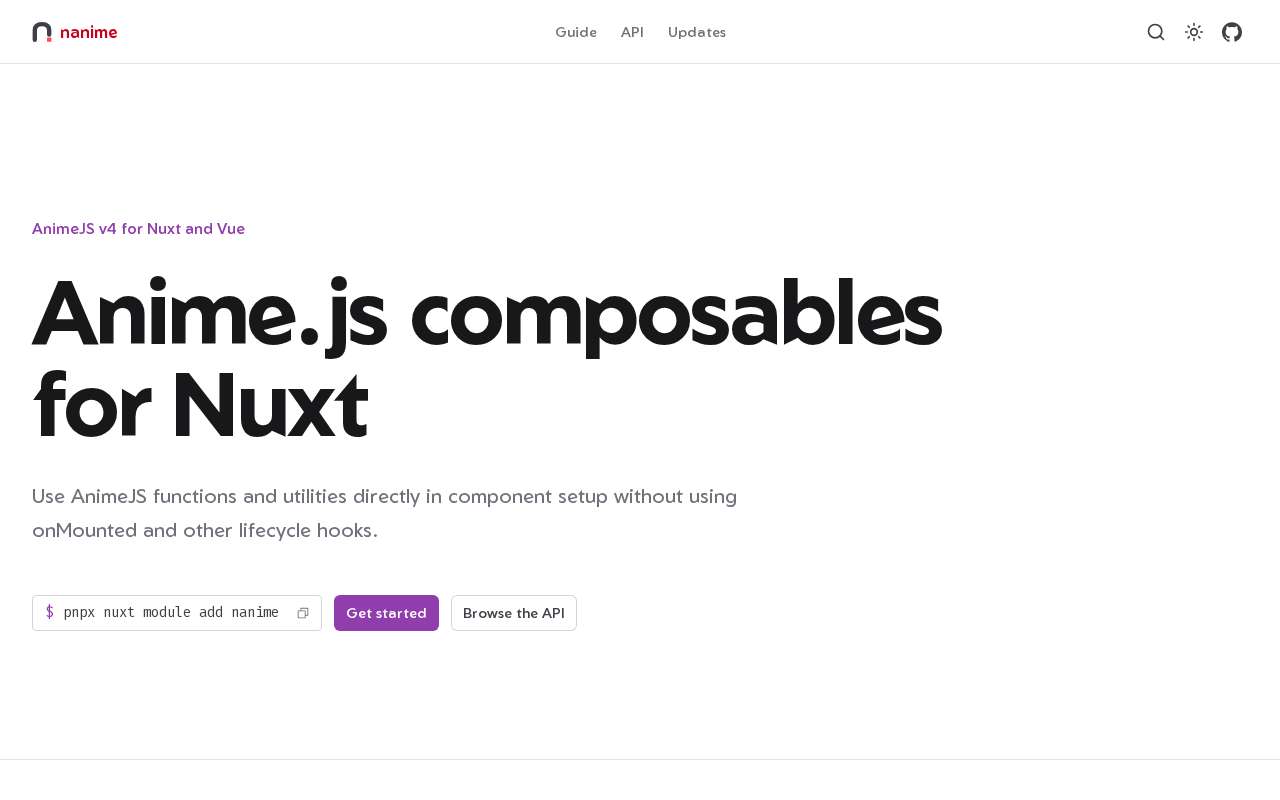 nanime
Guide API Updates
AnimeJS v4 for Nuxt and Vue
Anime.js composables
for Nuxt
Use AnimeJS functions and utilities directly in component setup without using
onMounted and other lifecycle hooks.
$ pnpx nuxt module add nanime
Get started
Browse the API